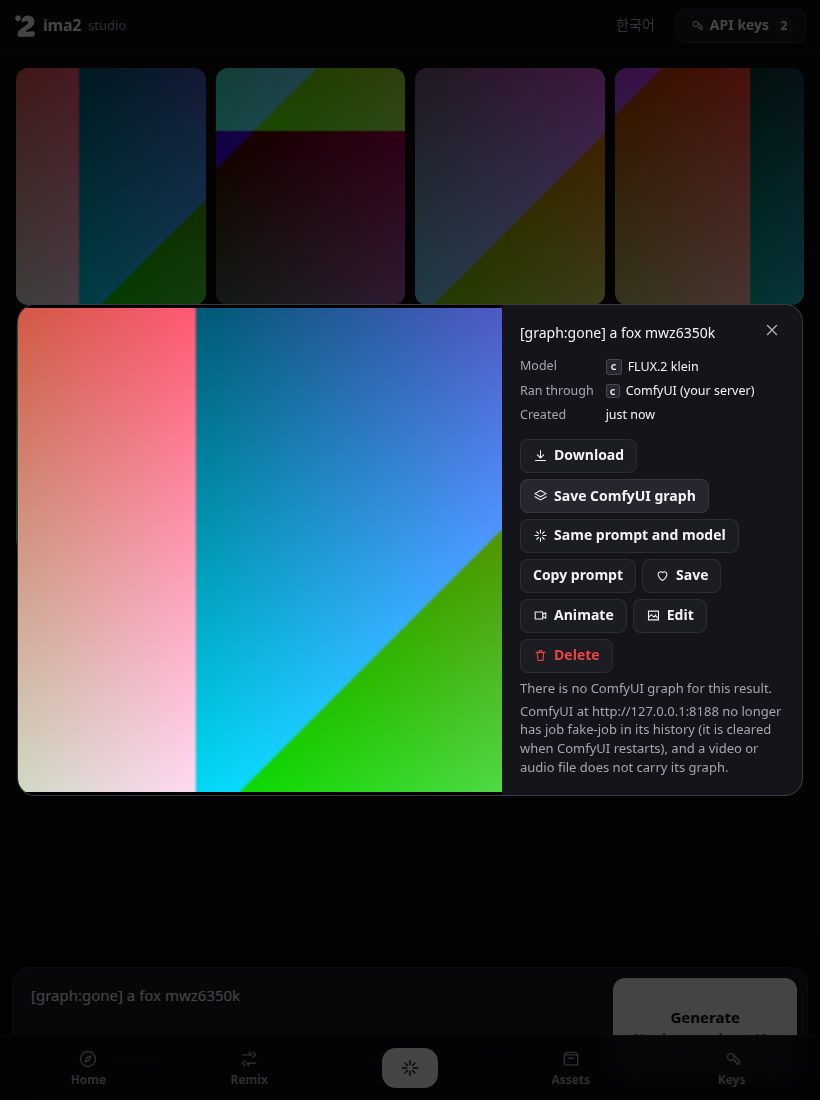 ima2 studio
한국어
API keys 2
[graph:gone] a fox mwz6350k
Model C FLUX.2 klein
Ran through C ComfyUI (your server)
Created just now
Download
Save ComfyUI graph
Same prompt and model
Copy prompt
Save
Animate
Edit
Delete
There is no ComfyUI graph for this result.
ComfyUI at http://127.0.0.1:8188 no longer
has job fake-job in its history (it is cleared
when ComfyUI restarts), and a video or
audio file does not carry its graph.
[graph:gone] a fox mwz6350k
Generate
Home
Remix
Assets
Keys